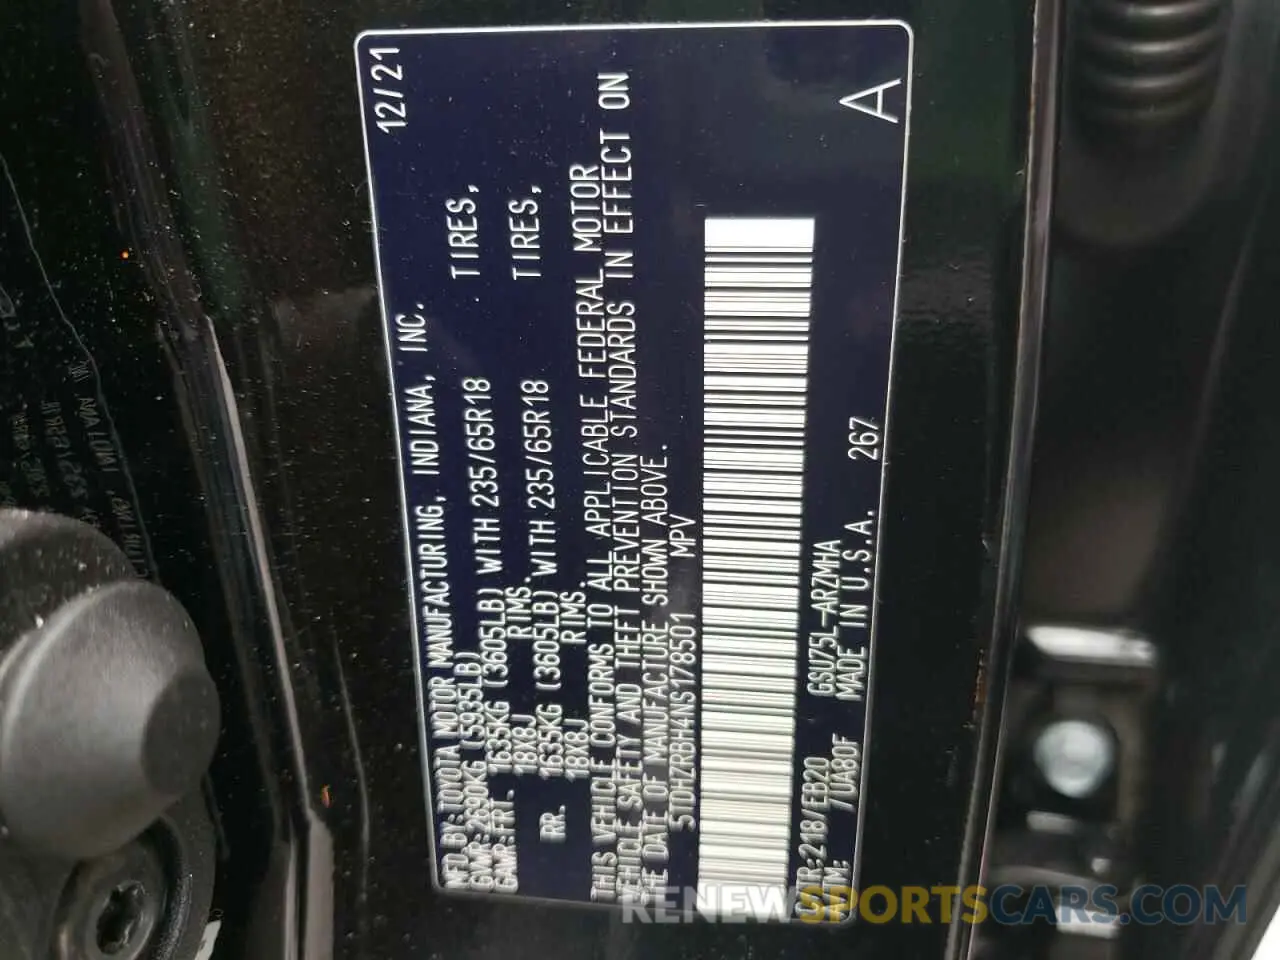 MFD. BY: TOYOTA MOTOR MANUFACTURING, INDIANA, INC. 12/21
GVWR: 2690KG (5935LB)
GAWR: FRT. 1635KG (3605LB) WITH 235/65R18 TIRES,
18X8J RIMS.
RR. 1635KG (3605LB) WITH 235/65R18 TIRES,
18X8J RIMS.
THIS VEHICLE CONFORMS TO ALL APPLICABLE FEDERAL MOTOR
VEHICLE SAFETY AND THEFT PREVENTION STANDARDS IN EFFECT ON
THE DATE OF MANUFACTURE SHOWN ABOVE.
5TDHZRBH4NS178501 MPV
TR:218/EB20 GSU75L-ARZMHA
TM: 7UA80F MADE IN U.S.A. 267 A
RENEWSPORTSCARS.COM